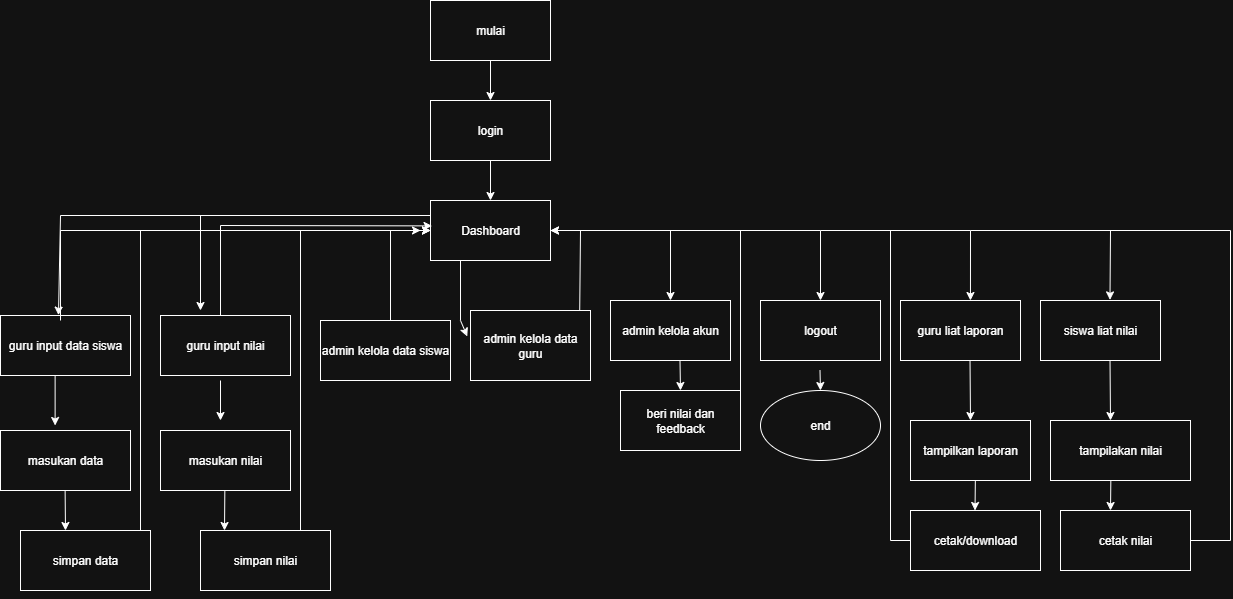 mulai
login
Dashboard
guru input data siswa
guru input nilai
admin kelola data siswa
admin kelola data
guru
admin kelola akun
logout
guru liat laporan
siswa liat nilai
masukan data
masukan nilai
beri nilai dan
feedback
end
tampilkan laporan
tampilakan nilai
simpan data
simpan nilai
cetak/download
cetak nilai